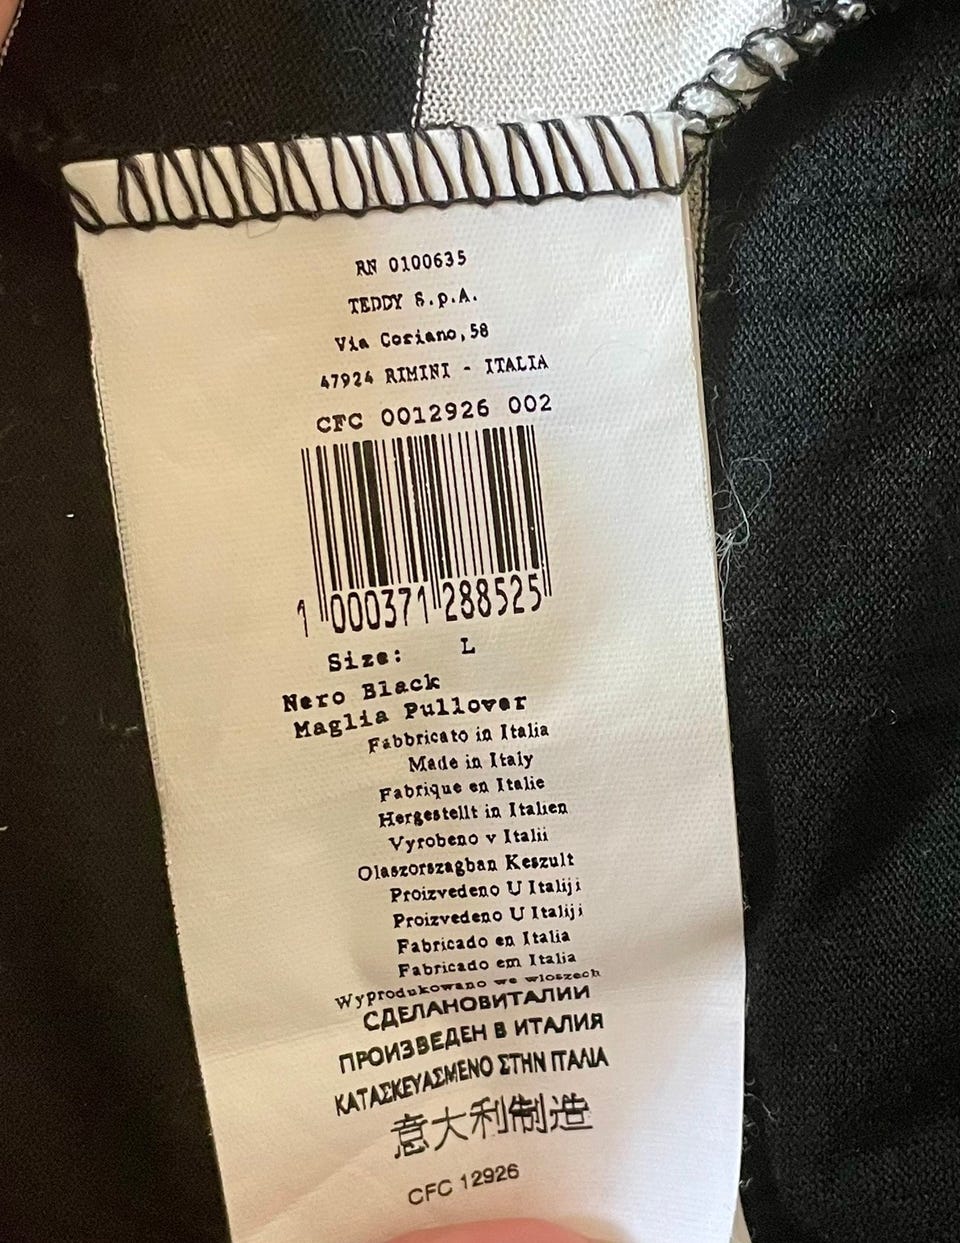 RN 0100635
TEDDY S.p.A.
Via Coriano,58
47924 RIMINI - ITALIA
CFC 0012926 002
1 000371 288525
Size: L
Nero Black
Maglia Pullover
Fabbricato in Italia
Made in Italy
Fabrique en Italie
Hergestellt in Italien
Vyrobeno v Italii
Olaszorszagban Keszult
Proizvedeno U Italiji
Proizvedeno U Italiji
Fabricado en Italia
Fabricado em Italia
Wyprodukowano we wloszech
СДЕЛАНОВИТАЛИИ
ПРОИЗВЕДЕН В ИТАЛИЯ
ΚΑΤΑΣΚΕΥΑΣΜΕΝΟ ΣΤΗΝ ΙΤΑΛΙΑ
意大利制造
CFC 12926